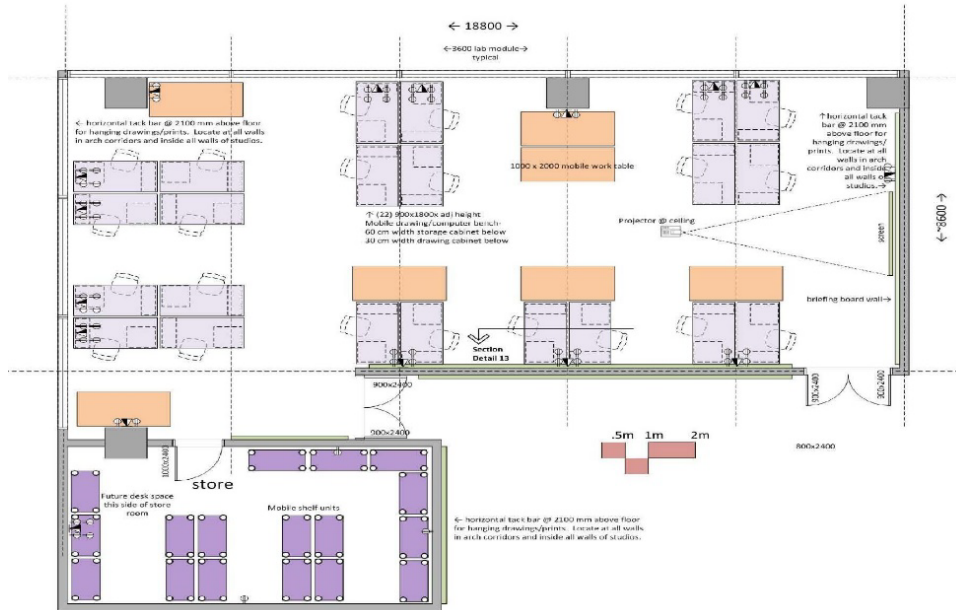 ← 18800 →
←3600 lab module→
typical
← horizontal tack bar @ 2100 mm above floor
for hanging drawings/prints. Locate at all walls
in arch corridors and inside all walls of studios.
↑horizontal tack
bar @ 2100 mm
above floor for
hanging drawings/
prints. Locate at all
walls in arch
corridors and inside
all walls of
studios.→
1000 x 2000 mobile work table
↑ (22) 900x1800x adj height
Mobile drawing/computer bench-
60 cm width storage cabinet below
30 cm width drawing cabinet below
Projector @ ceiling
screen
←~8600 →
briefing board wall→
Section
Detail 13
900x2400
900x2400
900x2400
900x2400
800x2400
.5m 1m 2m
1000x2400
store
Future desk space
this side of store
room
Mobile shelf units
← horizontal tack bar @ 2100 mm above floor
for hanging drawings/prints. Locate at all walls
in arch corridors and inside all walls of studios.